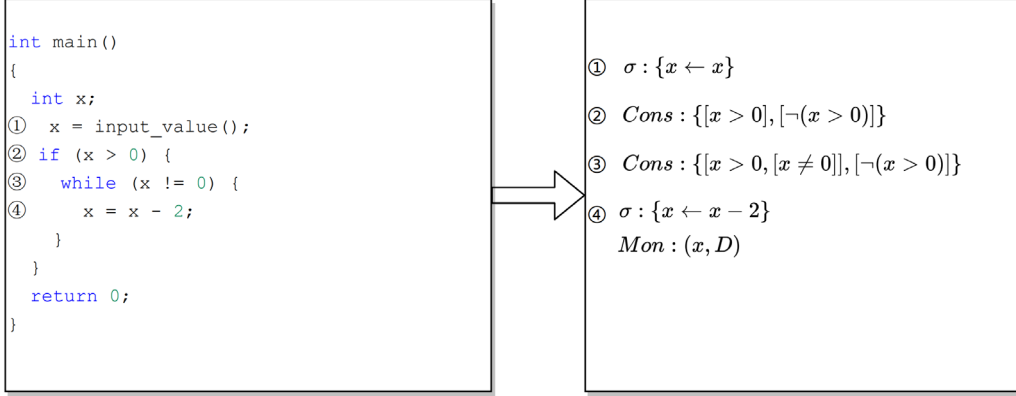 int main()
{
int x;
① x = input_value();
② if (x > 0) {
③ while (x != 0) {
④ x = x - 2;
}
}
return 0;
}
① σ : {x ← x}
② Cons : {[x > 0], [¬(x > 0)]}
③ Cons : {[x > 0, [x ≠ 0]], [¬(x > 0)]}
④ σ : {x ← x − 2}
Mon : (x, D)